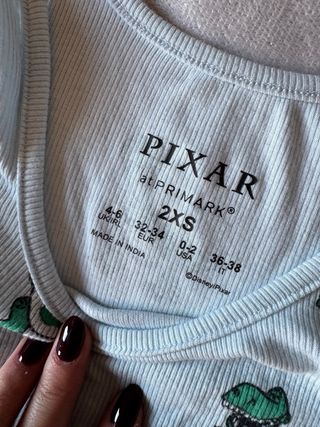 PIXAR
at PRIMARK®
2XS
4-6 32-34 0-2 36-38
UK/IRL EUR USA IT
MADE IN INDIA
©Disney/Pixar